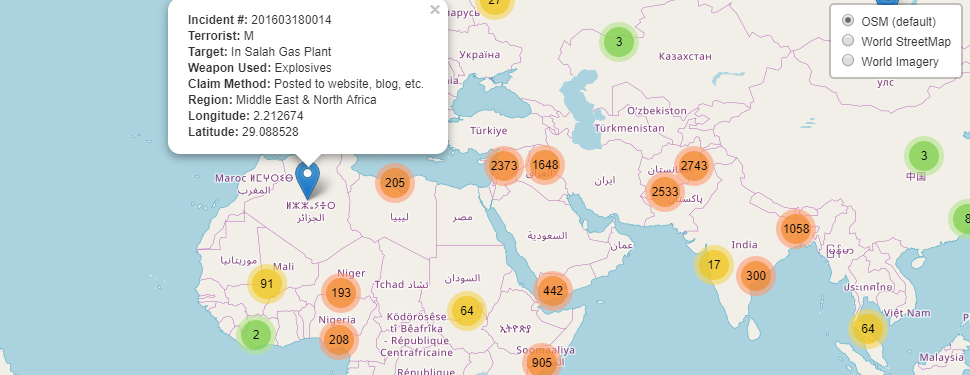 Incident #: 201603180014
Terrorist: M
Target: In Salah Gas Plant
Weapon Used: Explosives
Claim Method: Posted to website, blog, etc.
Region: Middle East & North Africa
Longitude: 2.212674
Latitude: 29.088528
×
27
3
Україна
Қазақстан
OSM (default)
World StreetMap
World Imagery
улс
O'zbekiston
Türkiye
Türkmenistan
2373
1648
2743
2533
ایران
پاکستان
3
中国
205
Maroc ⵍⵎⵖⵔⵉⴱ
المغرب
ⵍⵣⵣⴰⵢⴻⵔ
الجزائر
ليبيا
مصر
السعودية
عمان
1058
India
17
300
موريتانيا
Mali
91
Niger
193
Tchad تشاد
السودان
64
442
ประเทศไทย
Việt Nam
64
2
Nigeria
208
Ködörösêse
tî Bêafrîka
- République
Centrafricaine
République
ኢትዮጵያ
Soomaaliya
905
Malaysia